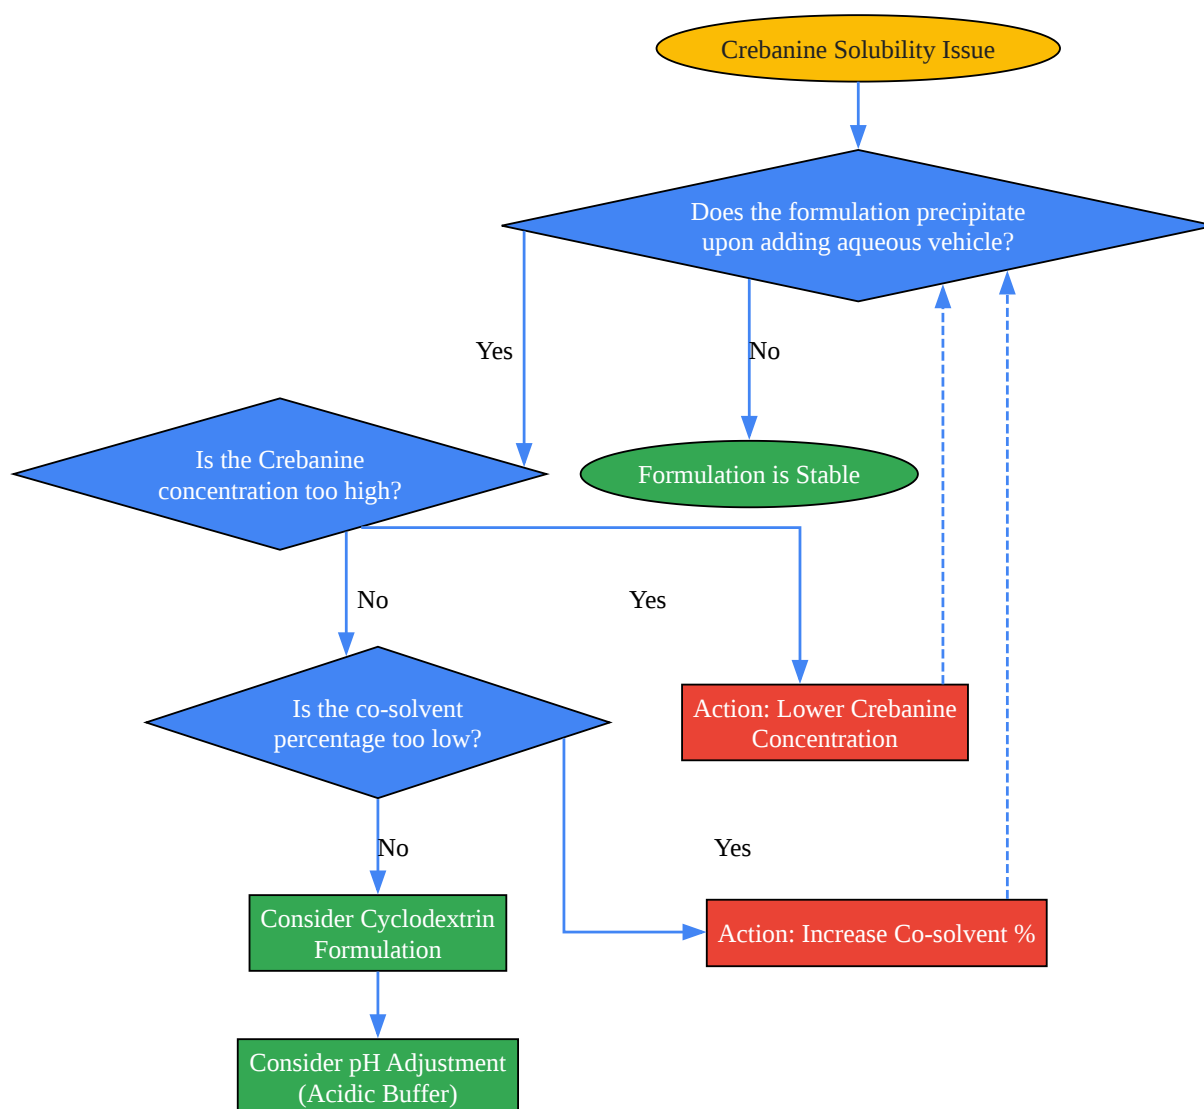 Crebanine Solubility Issue
Does the formulation precipitate
upon adding aqueous vehicle?
Yes
No
Is the Crebanine
concentration too high?
Formulation is Stable
No
Yes
Is the co-solvent
percentage too low?
Action: Lower Crebanine
Concentration
No
Yes
Consider Cyclodextrin
Formulation
Action: Increase Co-solvent %
Consider pH Adjustment
(Acidic Buffer)